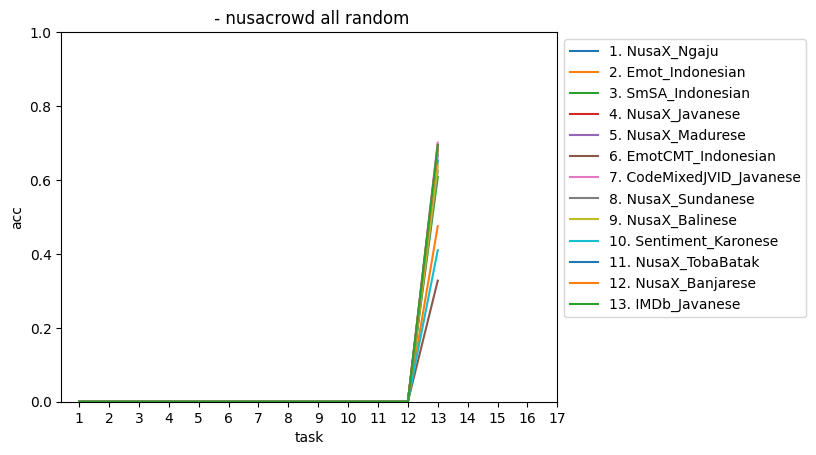 - nusacrowd all random
1.0
0.8
0.6
0.4
0.2
0.0
acc
1 2 3 4 5 6 7 8 9 10 11 12 13 14 15 16 17
task
1. NusaX_Ngaju
2. Emot_Indonesian
3. SmSA_Indonesian
4. NusaX_Javanese
5. NusaX_Madurese
6. EmotCMT_Indonesian
7. CodeMixedJVID_Javanese
8. NusaX_Sundanese
9. NusaX_Balinese
10. Sentiment_Karonese
11. NusaX_TobaBatak
12. NusaX_Banjarese
13. IMDb_Javanese